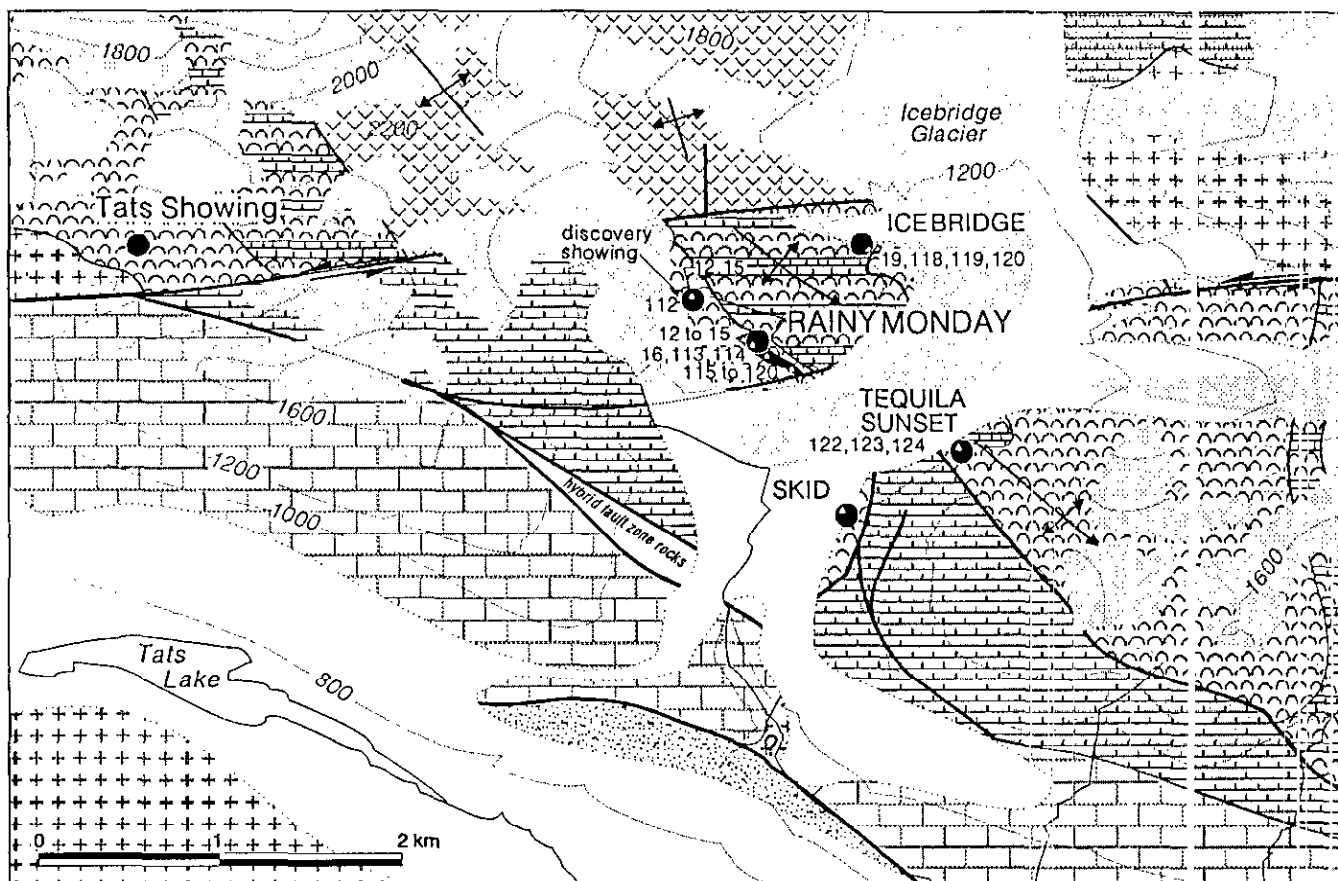 1800
2000
2200
1800
Icebridge
Glacier
1200
Tats Showing
discovery
showing
ICEBRIDGE
19, 118, 119, 120
12, 15
112
RAINY MONDAY
12 to 15
16, 113, 114
115 to 120
TEQUILA
SUNSET
122, 123, 124
1600
1200
1000
SKID
hybrid fault zone rocks
1600
Tats
Lake
800
0 1 2 km